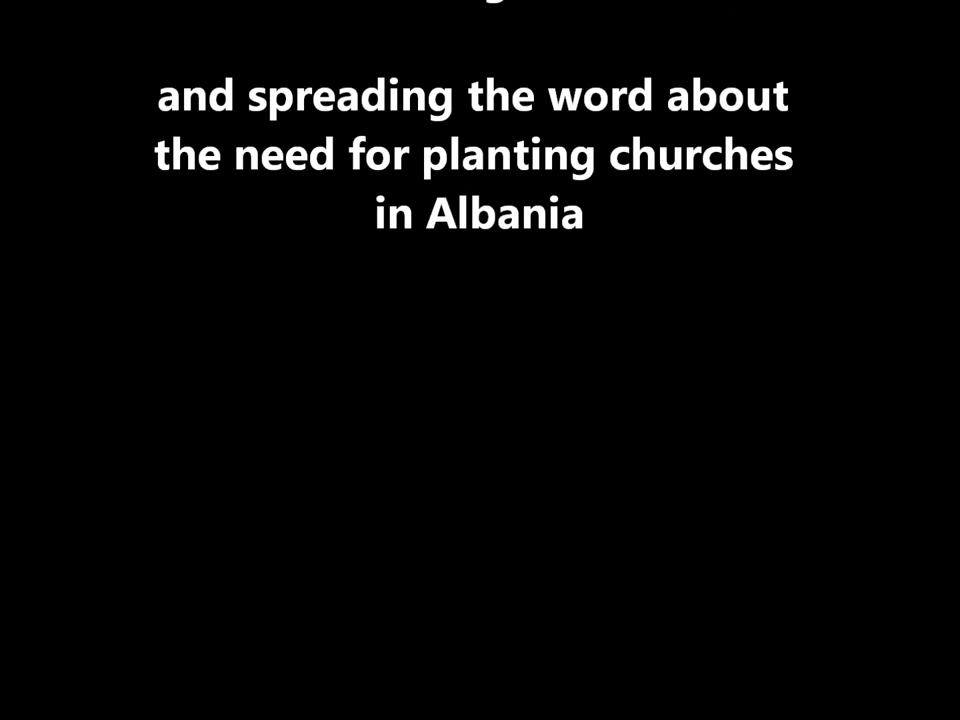 and spreading the word about
the need for planting churches
in Albania